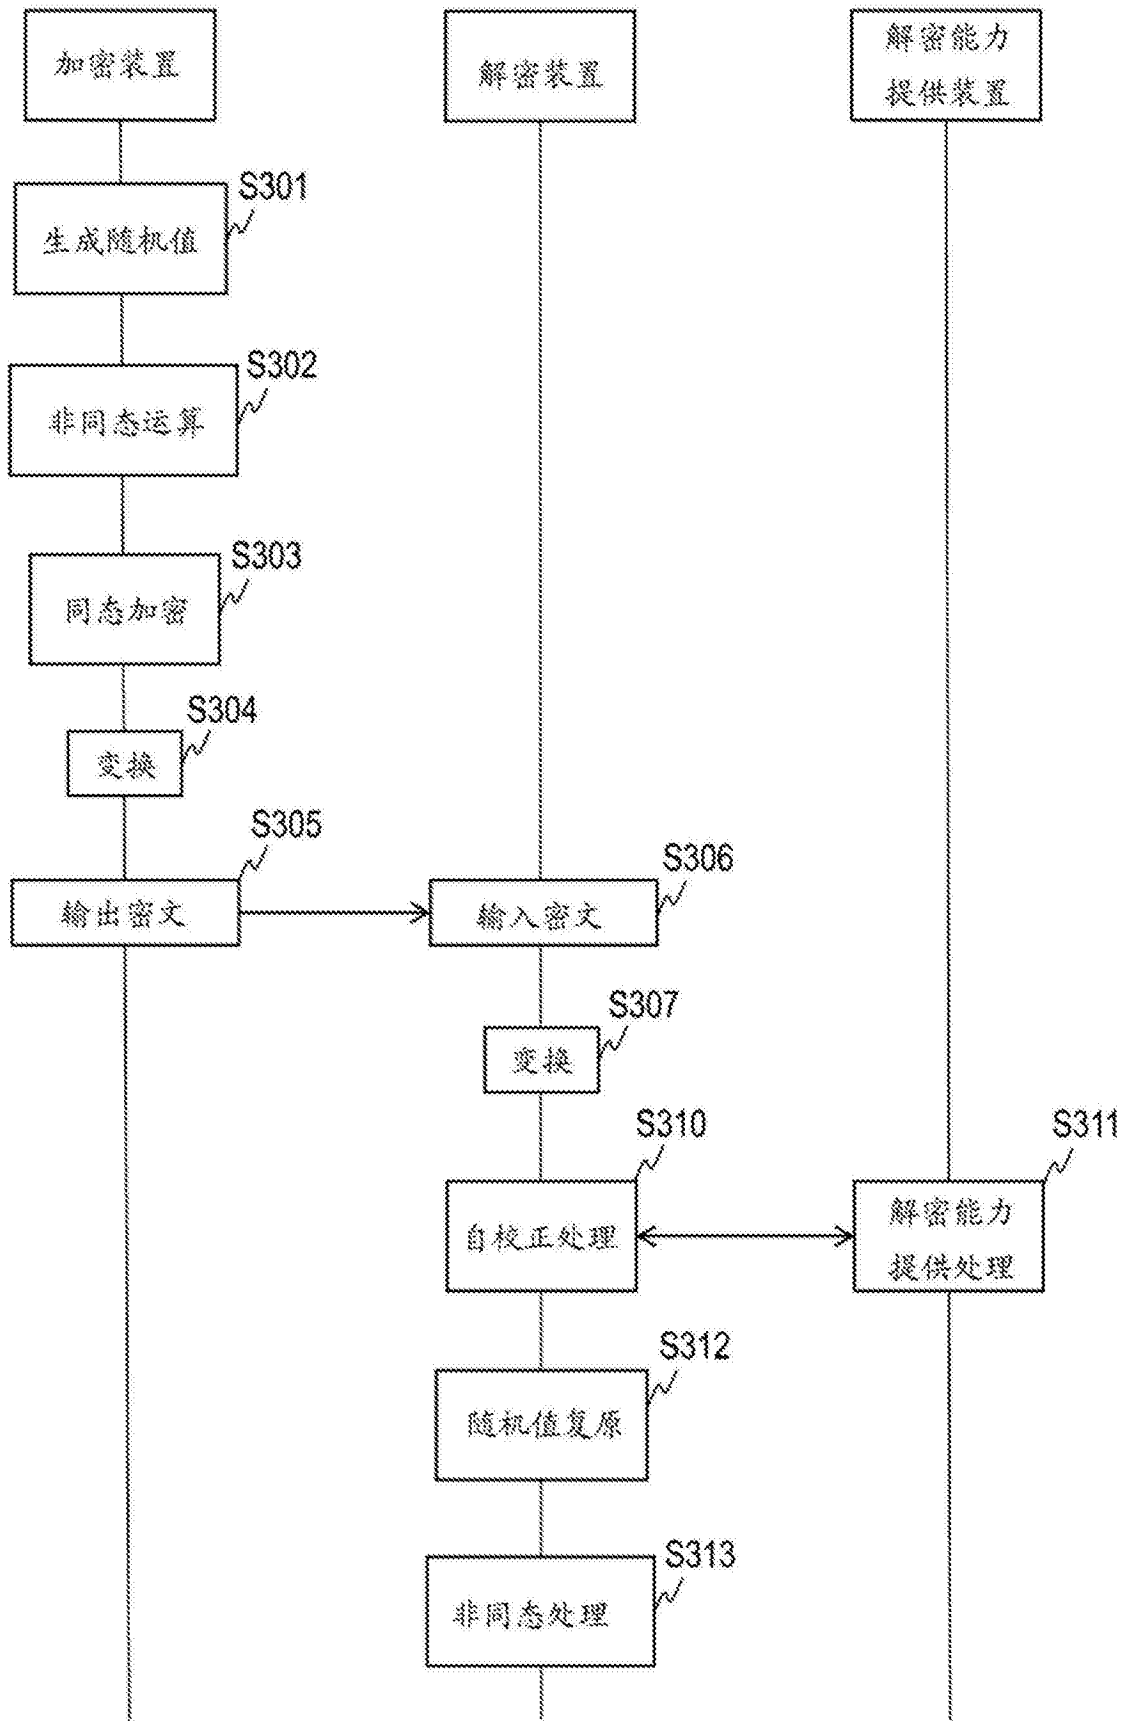 加密装置
解密装置
解密能力
提供装置
S301
生成随机值
S302
非同态运算
S303
同态加密
S304
变换
S305
输出密文
S306
输入密文
S307
变换
S310
自校正处理
S311
解密能力
提供处理
S312
随机值复原
S313
非同态处理